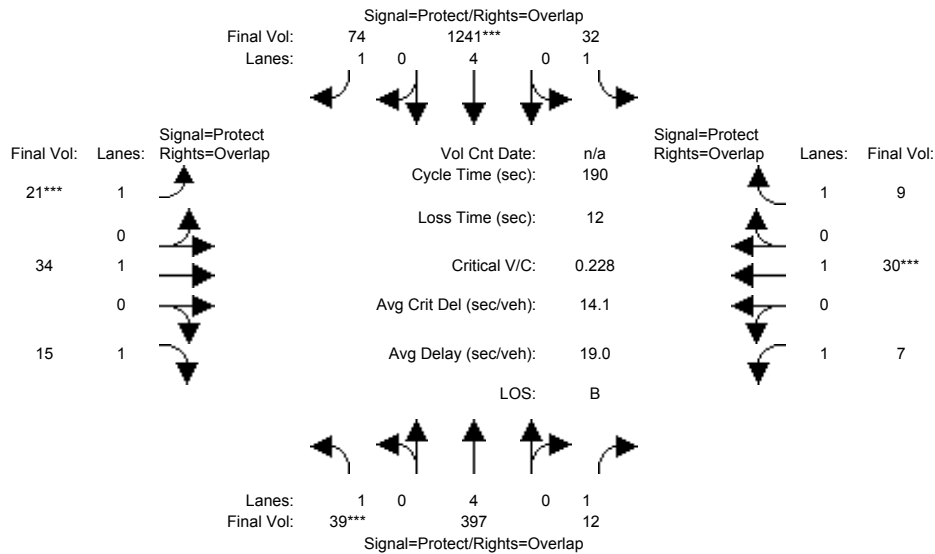 Signal=Protect/Rights=Overlap
Final Vol: 74 1241*** 32
Lanes: 1 0 4 0 1
Signal=Protect
Final Vol: Lanes: Rights=Overlap
Vol Cnt Date: n/a
Signal=Protect
Rights=Overlap Lanes: Final Vol:
Cycle Time (sec): 190
21*** 1
1 9
Loss Time (sec): 12
0
0
34 1
Critical V/C: 0.228
1 30***
0
Avg Crit Del (sec/veh): 14.1
0
15 1
Avg Delay (sec/veh): 19.0
1 7
LOS: B
Lanes: 1 0 4 0 1
Final Vol: 39*** 397 12
Signal=Protect/Rights=Overlap